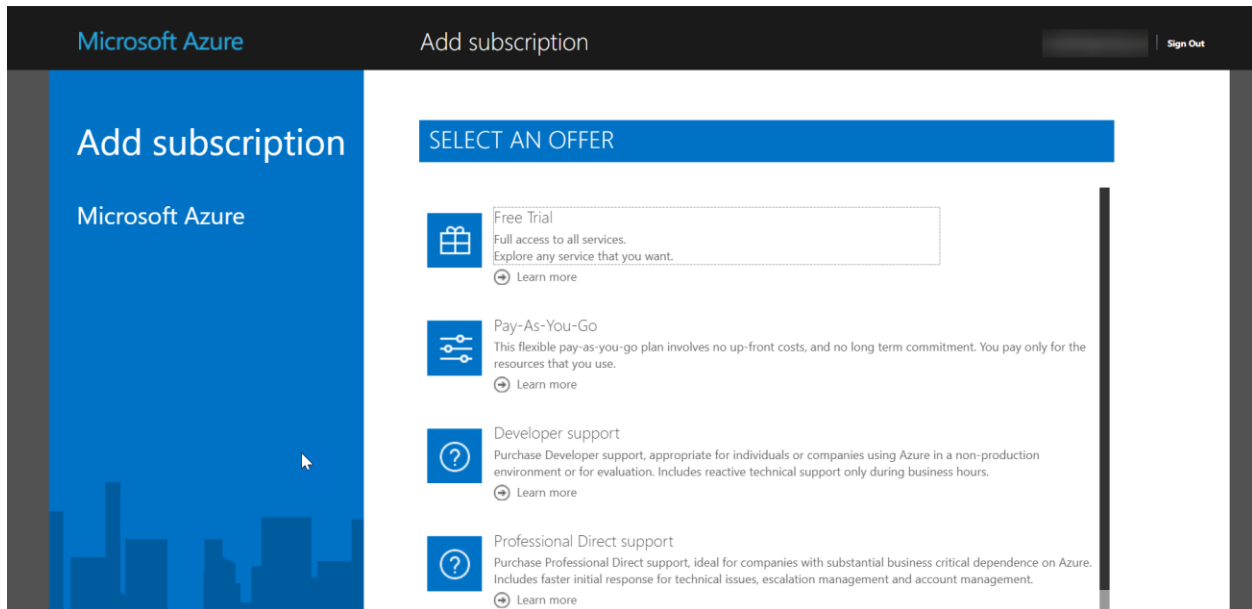 Microsoft Azure
Add subscription
Sign Out
Add subscription
Microsoft Azure
SELECT AN OFFER
Free Trial
Full access to all services.
Explore any service that you want.
Learn more
Pay-As-You-Go
This flexible pay-as-you-go plan involves no up-front costs, and no long term commitment. You pay only for the
resources that you use.
Learn more
Developer support
Purchase Developer support, appropriate for individuals or companies using Azure in a non-production
environment or for evaluation. Includes reactive technical support only during business hours.
Learn more
Professional Direct support
Purchase Professional Direct support, ideal for companies with substantial business critical dependence on Azure.
Includes faster initial response for technical issues, escalation management and account management.
Learn more